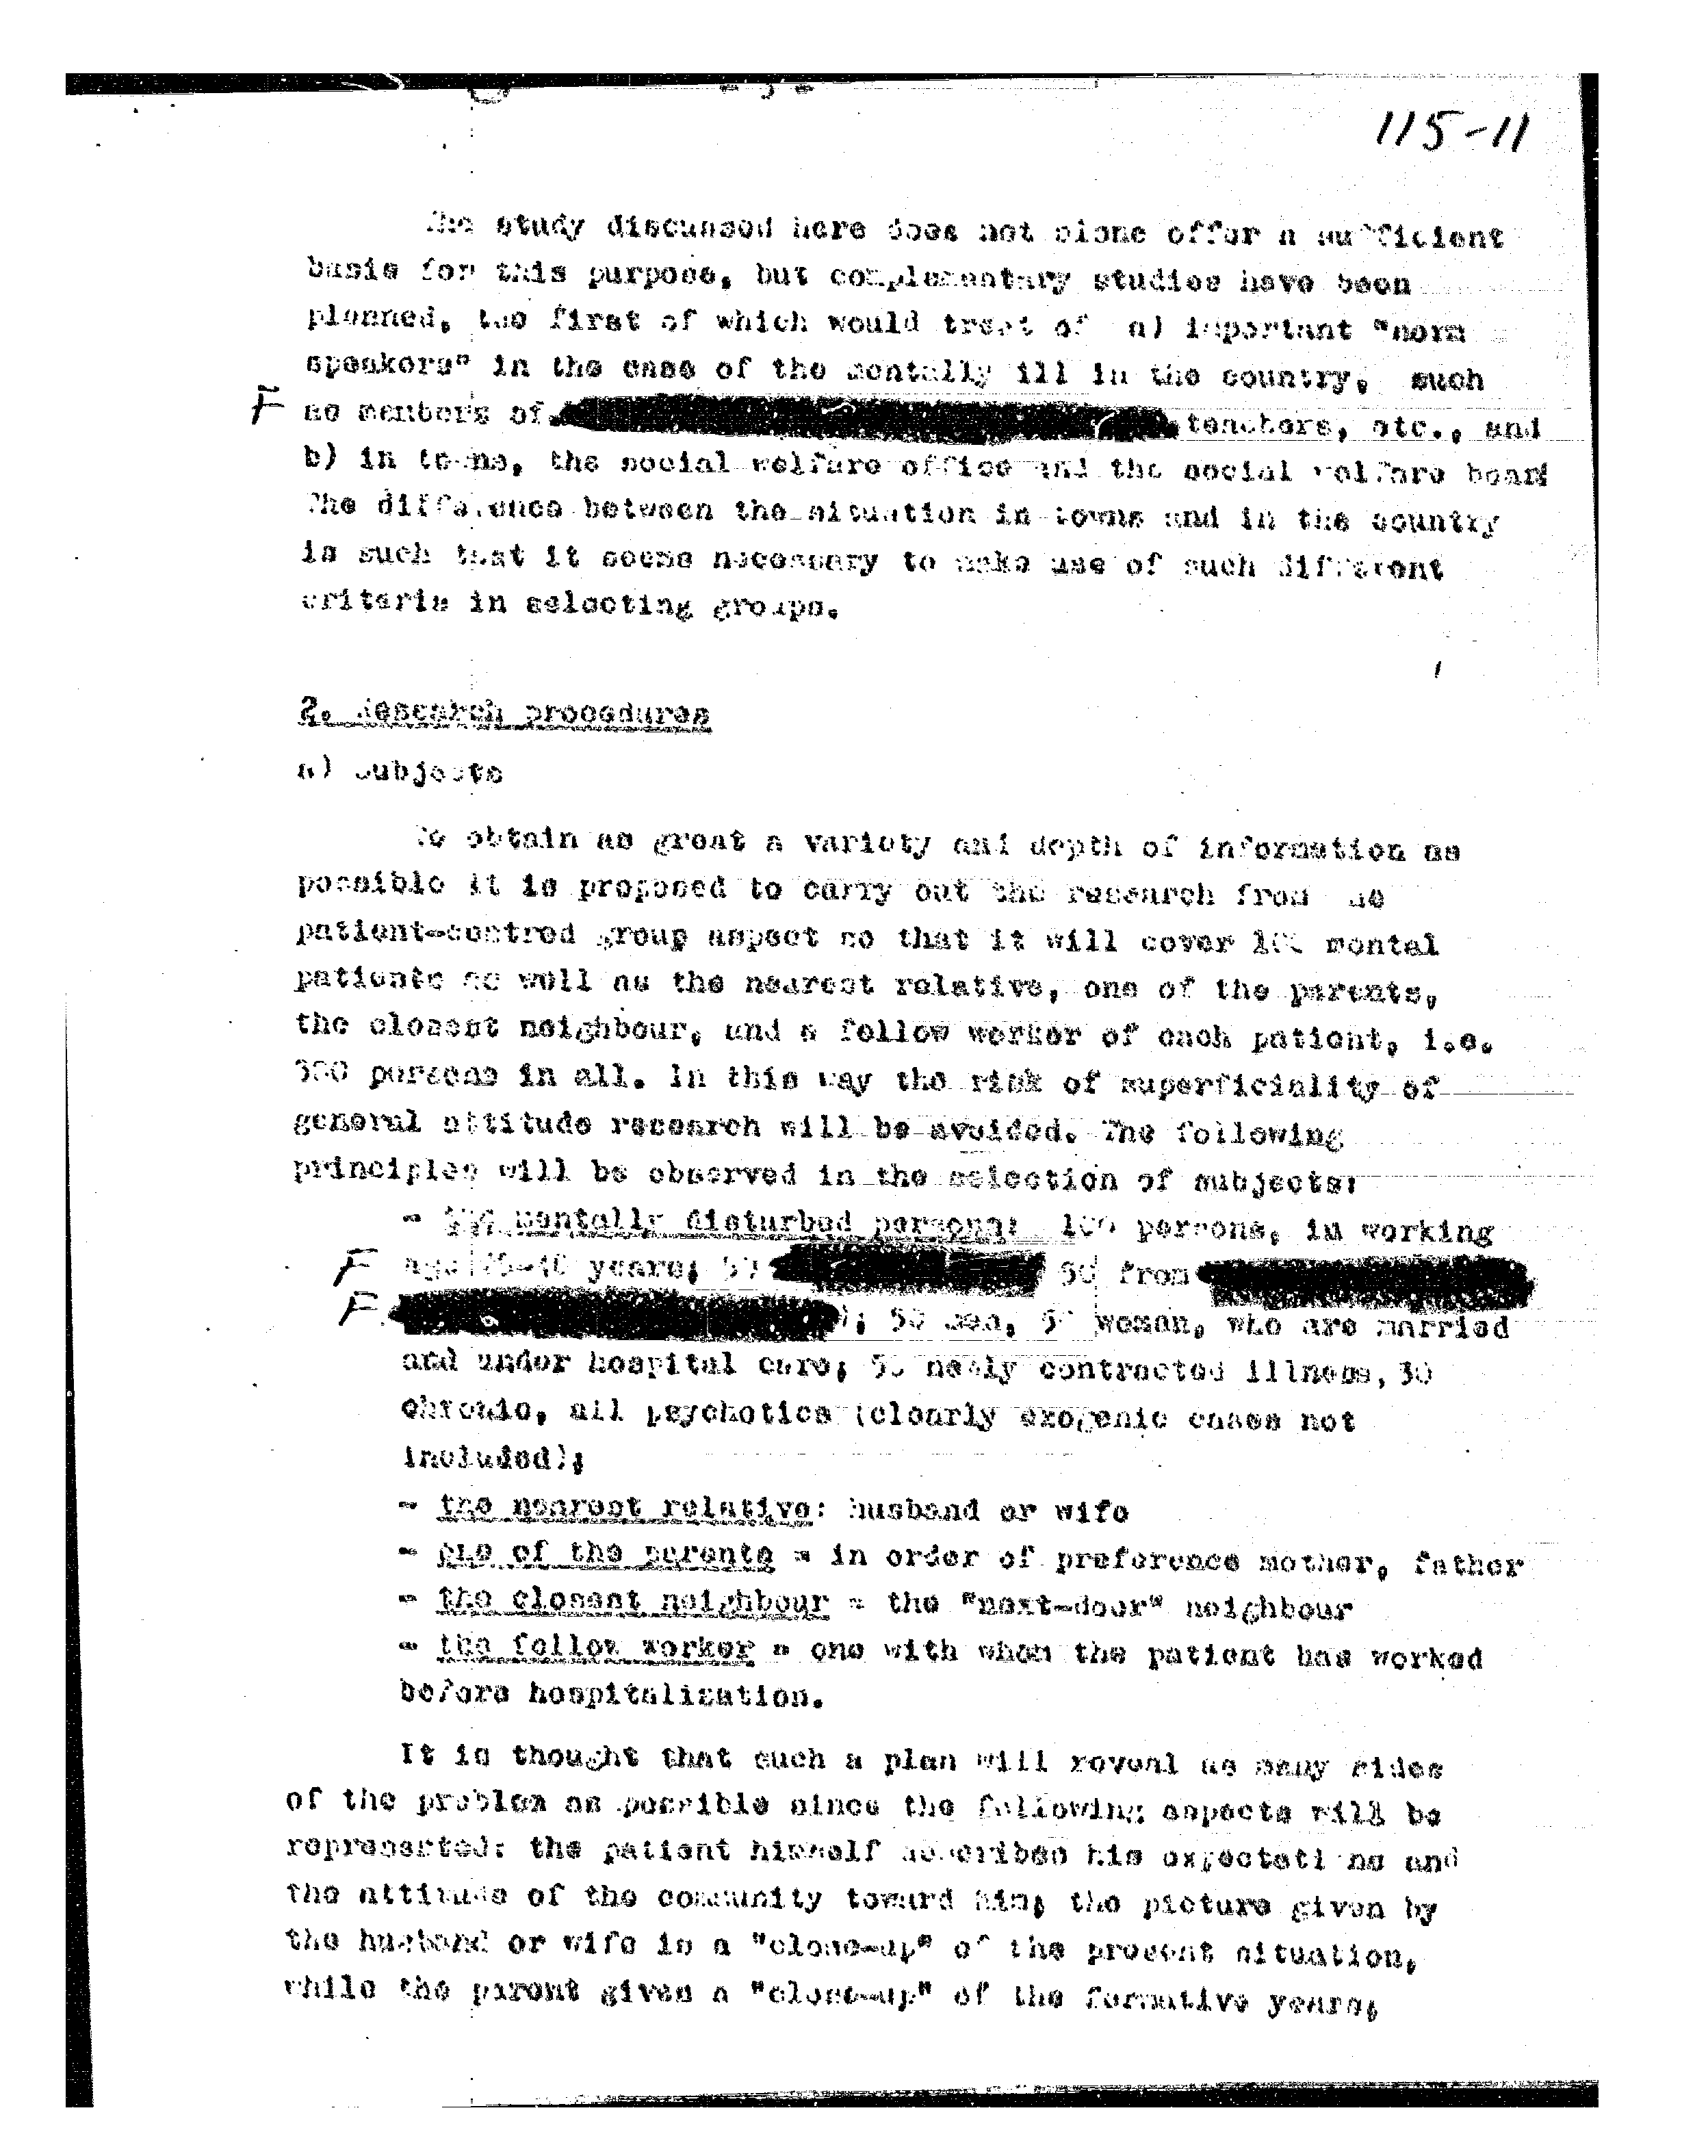 115-11
The study discussed here does not alone offer a sufficient
basis for this purpose, but complementary studies have been
planned, the first of which would treat of a) important "norm
speakers" in the case of the mentally ill in the country, such
F as members of teachers, etc., and
b) in towns, the social welfare office and the social welfare board
The difference between the situation in towns and in the country
is such that it seems necessary to make use of such different
criteria in selecting groups.
2. Research procedures
a) Subjects
To obtain as great a variety and depth of information as
possible it is proposed to carry out the research from
patient-centred group aspect so that it will cover mental
patients as well as the nearest relative, one of the parents,
the closest neighbour, and a fellow worker of each patient, i.e.
persons in all. In this way the risk of superficiality of
general attitude research will be avoided. The following
principles will be observed in the selection of subjects:
- mentally disturbed persons: persons, in working
F age years; 50 from
F ; 50 men, women, who are married
and under hospital care; newly contracted illness,
chronic, all psychotics (clearly exogenic cases not
included);
- the nearest relative: husband or wife
- one of the parents = in order of preference mother, father
- the closest neighbour = the "next-door" neighbour
- the fellow worker = one with whom the patient has worked
before hospitalization.
It is thought that such a plan will reveal as many sides
of the problem as possible since the following aspects will be
represented: the patient himself describes his expectations and
the attitude of the community toward him; the picture given by
the husband or wife is a "close-up" of the present situation,
while the parent gives a "close-up" of the formative years;